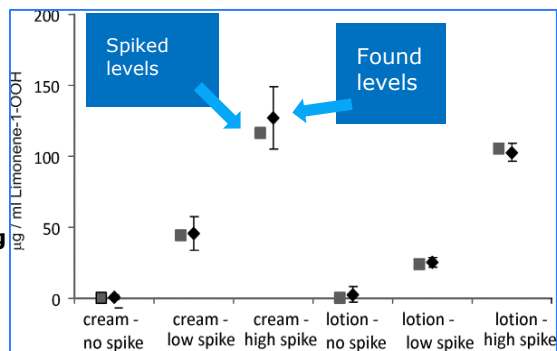 200
150
100
50
0
µg / ml Limonene-1-OOH
g
Spiked
levels
Found
levels
cream -
no spike
cream -
low spike
cream -
high spike
lotion -
no spike
lotion -
low spike
lotion -
high spike